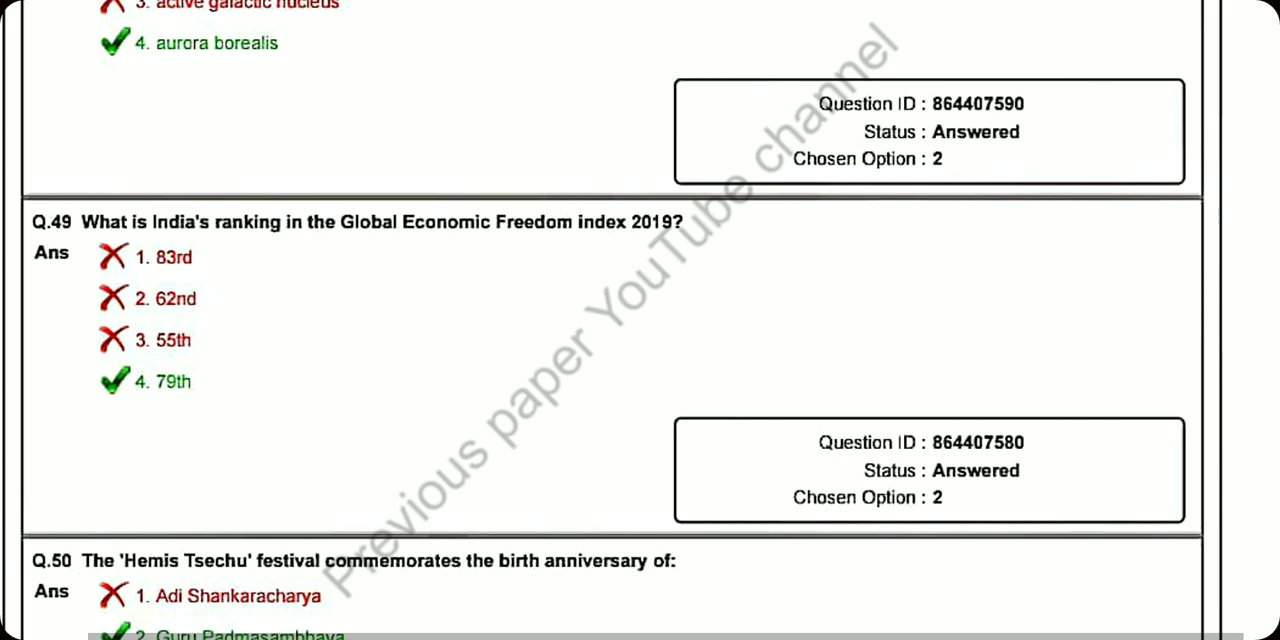 3. active galactic nucleus
4. aurora borealis
Question ID : 864407590
Status : Answered
Chosen Option : 2
Q.49 What is India's ranking in the Global Economic Freedom index 2019?
Ans 1. 83rd
2. 62nd
3. 55th
4. 79th
Question ID : 864407580
Status : Answered
Chosen Option : 2
Q.50 The 'Hemis Tsechu' festival commemorates the birth anniversary of:
Ans 1. Adi Shankaracharya
2. Guru Padmasambhava
Previous paper YouTube channel